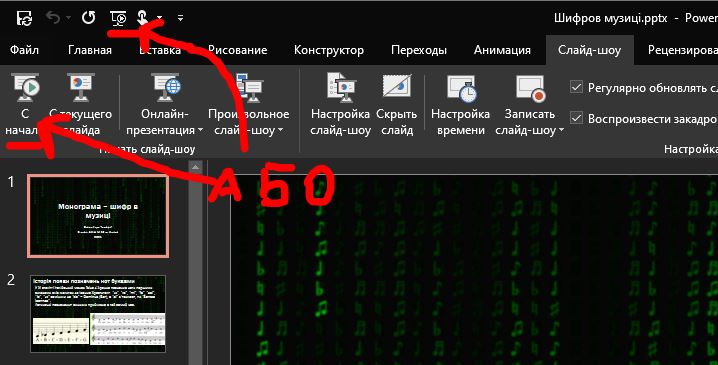 Шифров музиці.pptx - Power
Файл Главная Вставка Рисование Конструктор Переходы Анимация Слайд-шоу Рецензирова
С начал
С текущего слайда
Онлайн-презентация
Произвольное слайд-шоу
Настройка слайд-шоу
Скрыть слайд
Настройка времени
Записать слайд-шоу
Регулярно обновлять сл
Воспроизвести закадро
Начать слайд-шоу
Настройка
АБО
1
Монограма – шифр в музиці
2
Історія появи позначень нот буквами
A - B - C - D - E - F - G